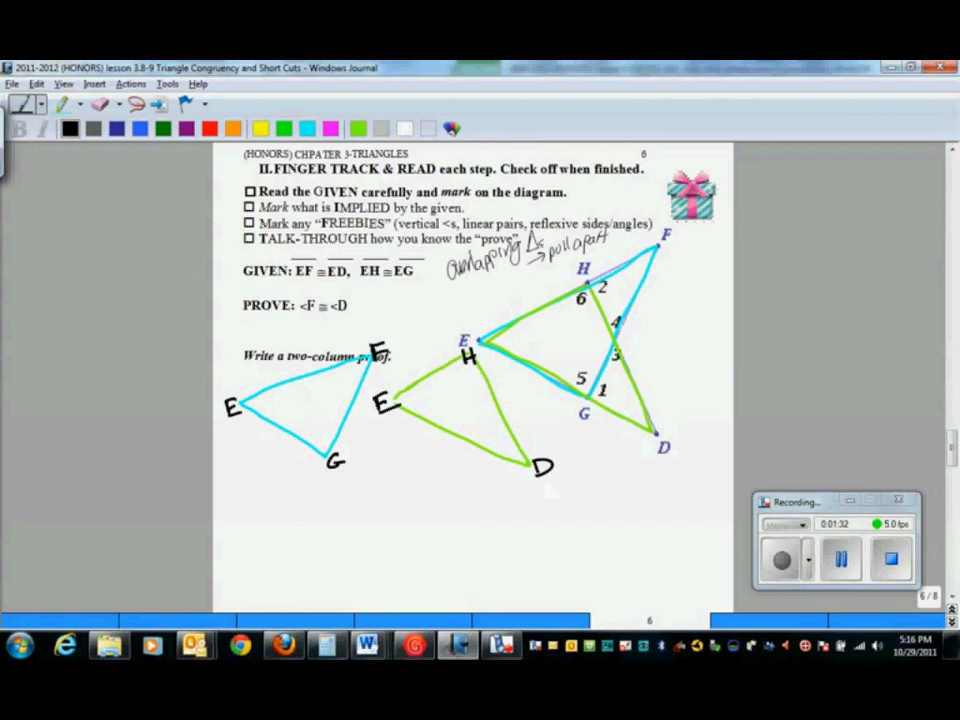 2011-2012 (HONORS) lesson 3.8-9 Triangle Congruency and Short Cuts - Windows Journal
File Edit View Insert Actions Tools Help
B I
(HONORS) CHPATER 3-TRIANGLES 6
II. FINGER TRACK & READ each step. Check off when finished.
Read the GIVEN carefully and mark on the diagram.
Mark what is IMPLIED by the given.
Mark any “FREEBIES” (vertical <s, linear pairs, reflexive sides/angles)
TALK-THROUGH how you know the “prove”
overlapping Δs → pull apart
GIVEN: EF ≅ ED, EH ≅ EG
PROVE: <F ≅ <D
Write a two-column proof.
F
H
2
6
4
E
3
5
1
G
D
E
F
G
H
E
D
Recording...
Menu
0:01:32 5.0 fps
6 / 8
6
5:16 PM
10/29/2011